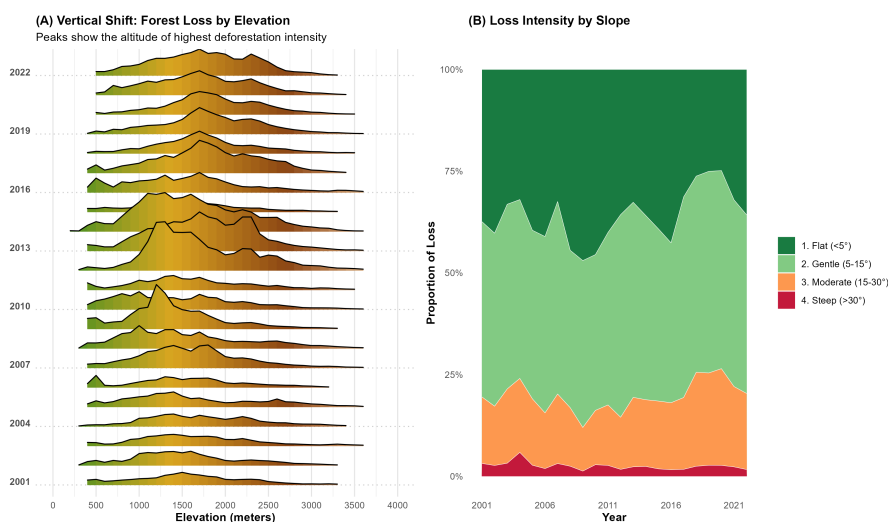 (A) Vertical Shift: Forest Loss by Elevation
Peaks show the altitude of highest deforestation intensity
2022
2019
2016
2013
2010
2007
2004
2001
0 500 1000 1500 2000 2500 3000 3500 4000
Elevation (meters)
(B) Loss Intensity by Slope
Proportion of Loss
100%
75%
50%
25%
0%
2001 2006 2011 2016 2021
Year
1. Flat (<5°)
2. Gentle (5-15°)
3. Moderate (15-30°)
4. Steep (>30°)